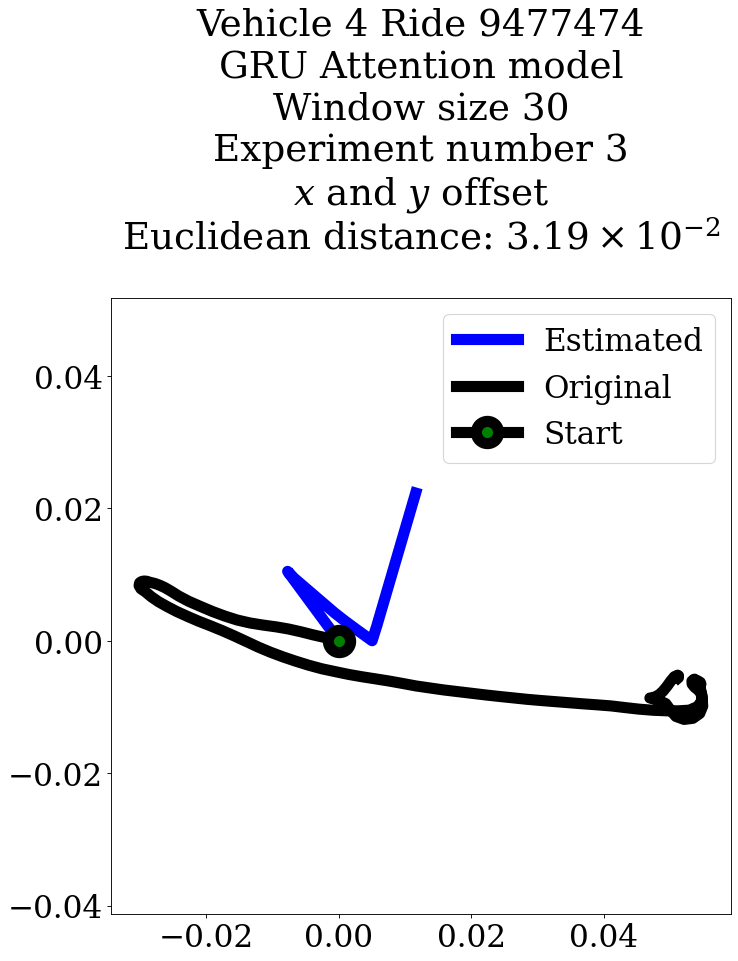 Vehicle 4 Ride 9477474
GRU Attention model
Window size 30
Experiment number 3
x and y offset
Euclidean distance: 3.19 × 10⁻²
Estimated
Original
Start
0.04
0.02
0.00
−0.02
−0.04
−0.02 0.00 0.02 0.04